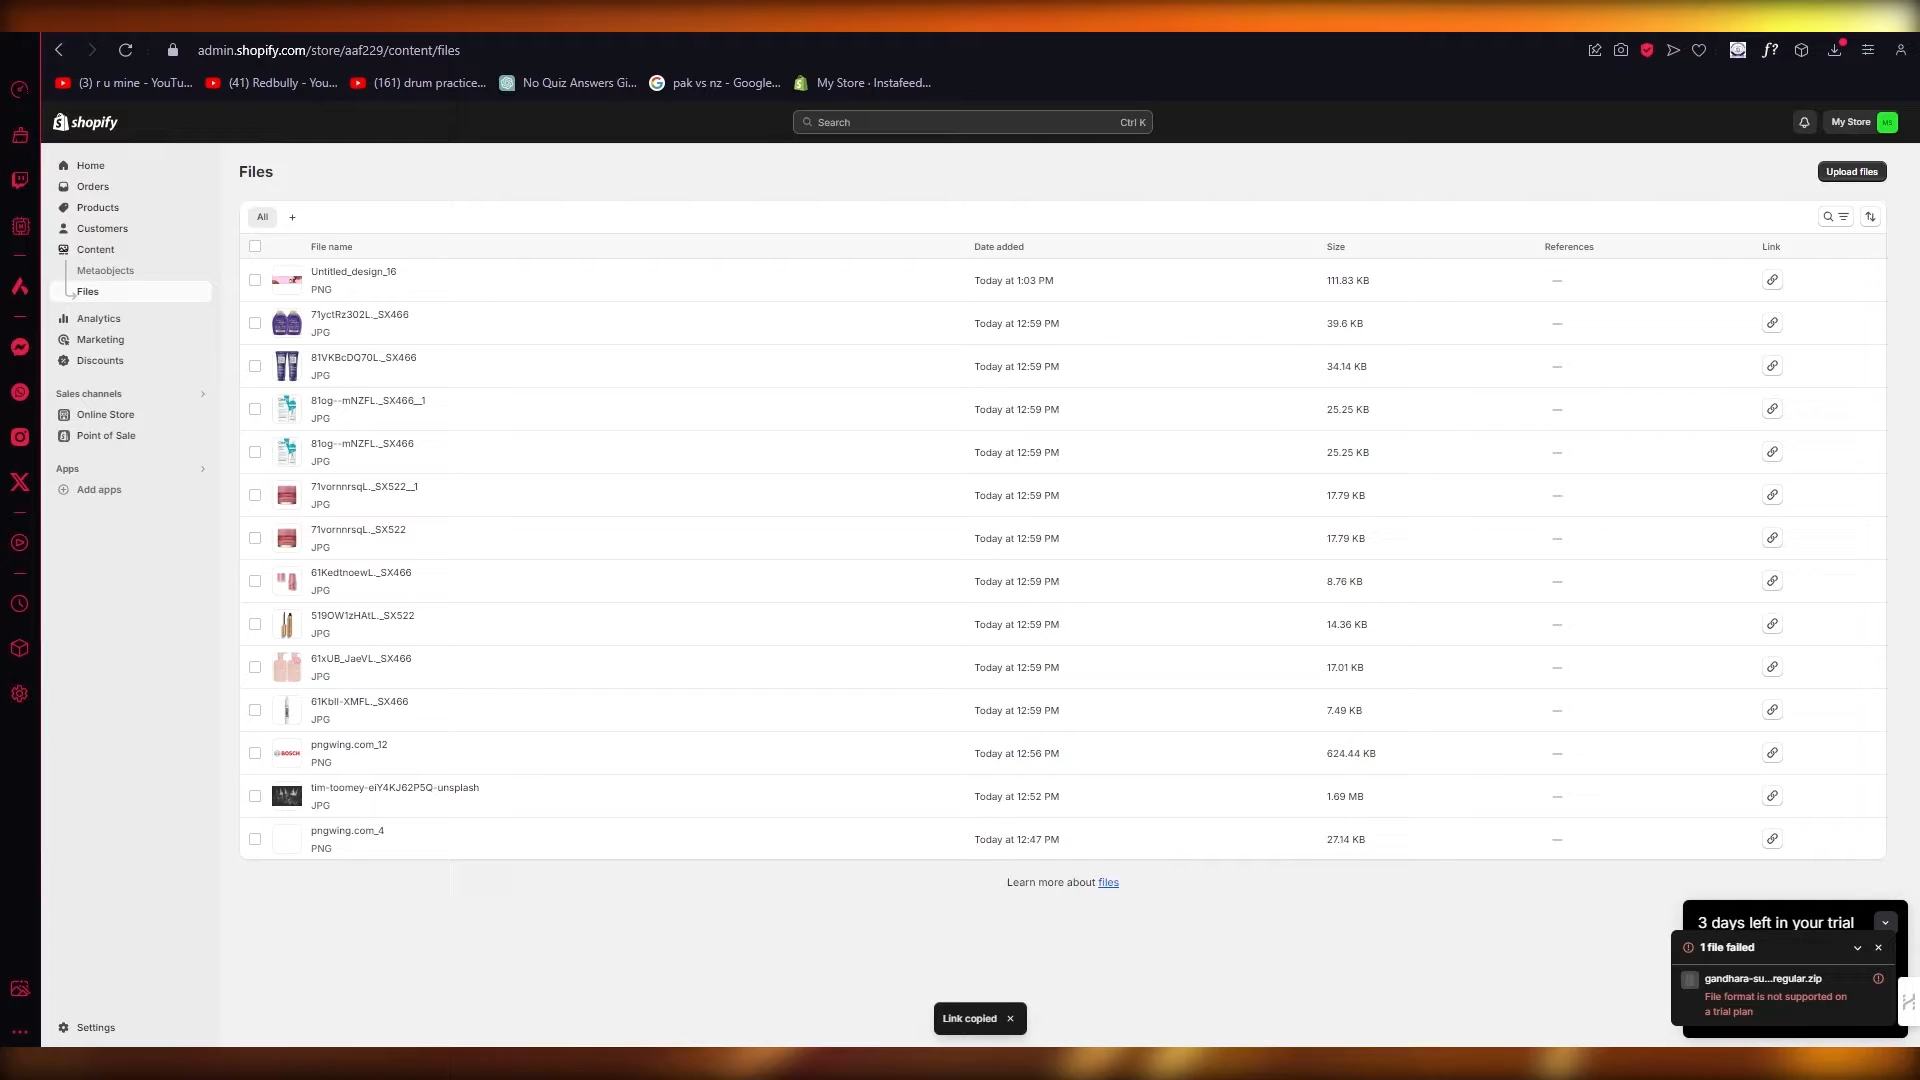 admin.shopify.com/store/aaf229/content/files
(3) r u mine - YouTu...
(41) Redbully - You...
(161) drum practice...
No Quiz Answers Gi...
pak vs nz - Google...
My Store · Instafeed...
shopify
Search
Ctrl K
My Store
MS
Home
Orders
Products
Customers
Content
Metaobjects
Files
Analytics
Marketing
Discounts
Sales channels
Online Store
Point of Sale
Apps
Add apps
Settings
Files
Upload files
All
+
File name
Date added
Size
References
Link
Untitled_design_16
PNG
Today at 1:03 PM
111.83 KB
—
71yctRz302L._SX466
JPG
Today at 12:59 PM
39.6 KB
—
81VKBcDQ70L._SX466
JPG
Today at 12:59 PM
34.14 KB
—
81og--mNZFL._SX466__1
JPG
Today at 12:59 PM
25.25 KB
—
81og--mNZFL._SX466
JPG
Today at 12:59 PM
25.25 KB
—
71vornnrsqL._SX522__1
JPG
Today at 12:59 PM
17.79 KB
—
71vornnrsqL._SX522
JPG
Today at 12:59 PM
17.79 KB
—
61KedtnoewL._SX466
JPG
Today at 12:59 PM
8.76 KB
—
519OW1zHAtL._SX522
JPG
Today at 12:59 PM
14.36 KB
—
61xUB_JaeVL._SX466
JPG
Today at 12:59 PM
17.01 KB
—
61KbII-XMFL._SX466
JPG
Today at 12:59 PM
7.49 KB
—
BOSCH
pngwing.com_12
PNG
Today at 12:56 PM
624.44 KB
—
tim-toomey-eiY4KJ62P5Q-unsplash
JPG
Today at 12:52 PM
1.69 MB
—
pngwing.com_4
PNG
Today at 12:47 PM
27.14 KB
—
Learn more about files
3 days left in your trial
1 file failed
gandhara-su...regular.zip
File format is not supported on
a trial plan
Link copied